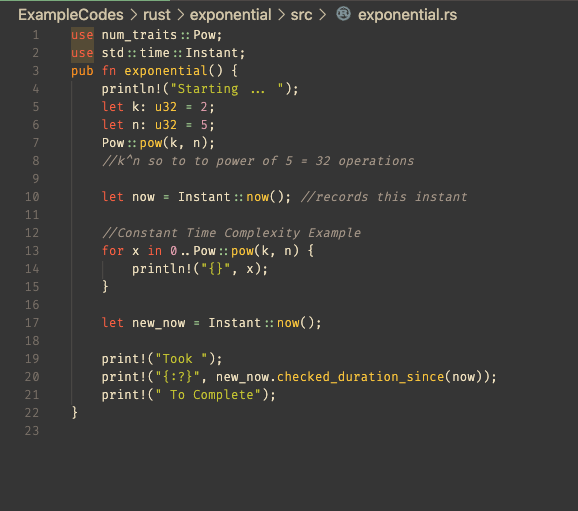 ExampleCodes > rust > exponential > src > ® exponential.rs
1 use num_traits::Pow;
2 use std::time::Instant;
3 pub fn exponential() {
4 println!("Starting ... ");
5 let k: u32 = 2;
6 let n: u32 = 5;
7 Pow::pow(k, n);
8 //k^n so to to power of 5 = 32 operations
9
10 let now = Instant::now(); //records this instant
11
12 //Constant Time Complexity Example
13 for x in 0..Pow::pow(k, n) {
14 println!("{}", x);
15 }
16
17 let new_now = Instant::now();
18
19 print!("Took ");
20 print!("{:?}", new_now.checked_duration_since(now));
21 print!(" To Complete");
22 }
23